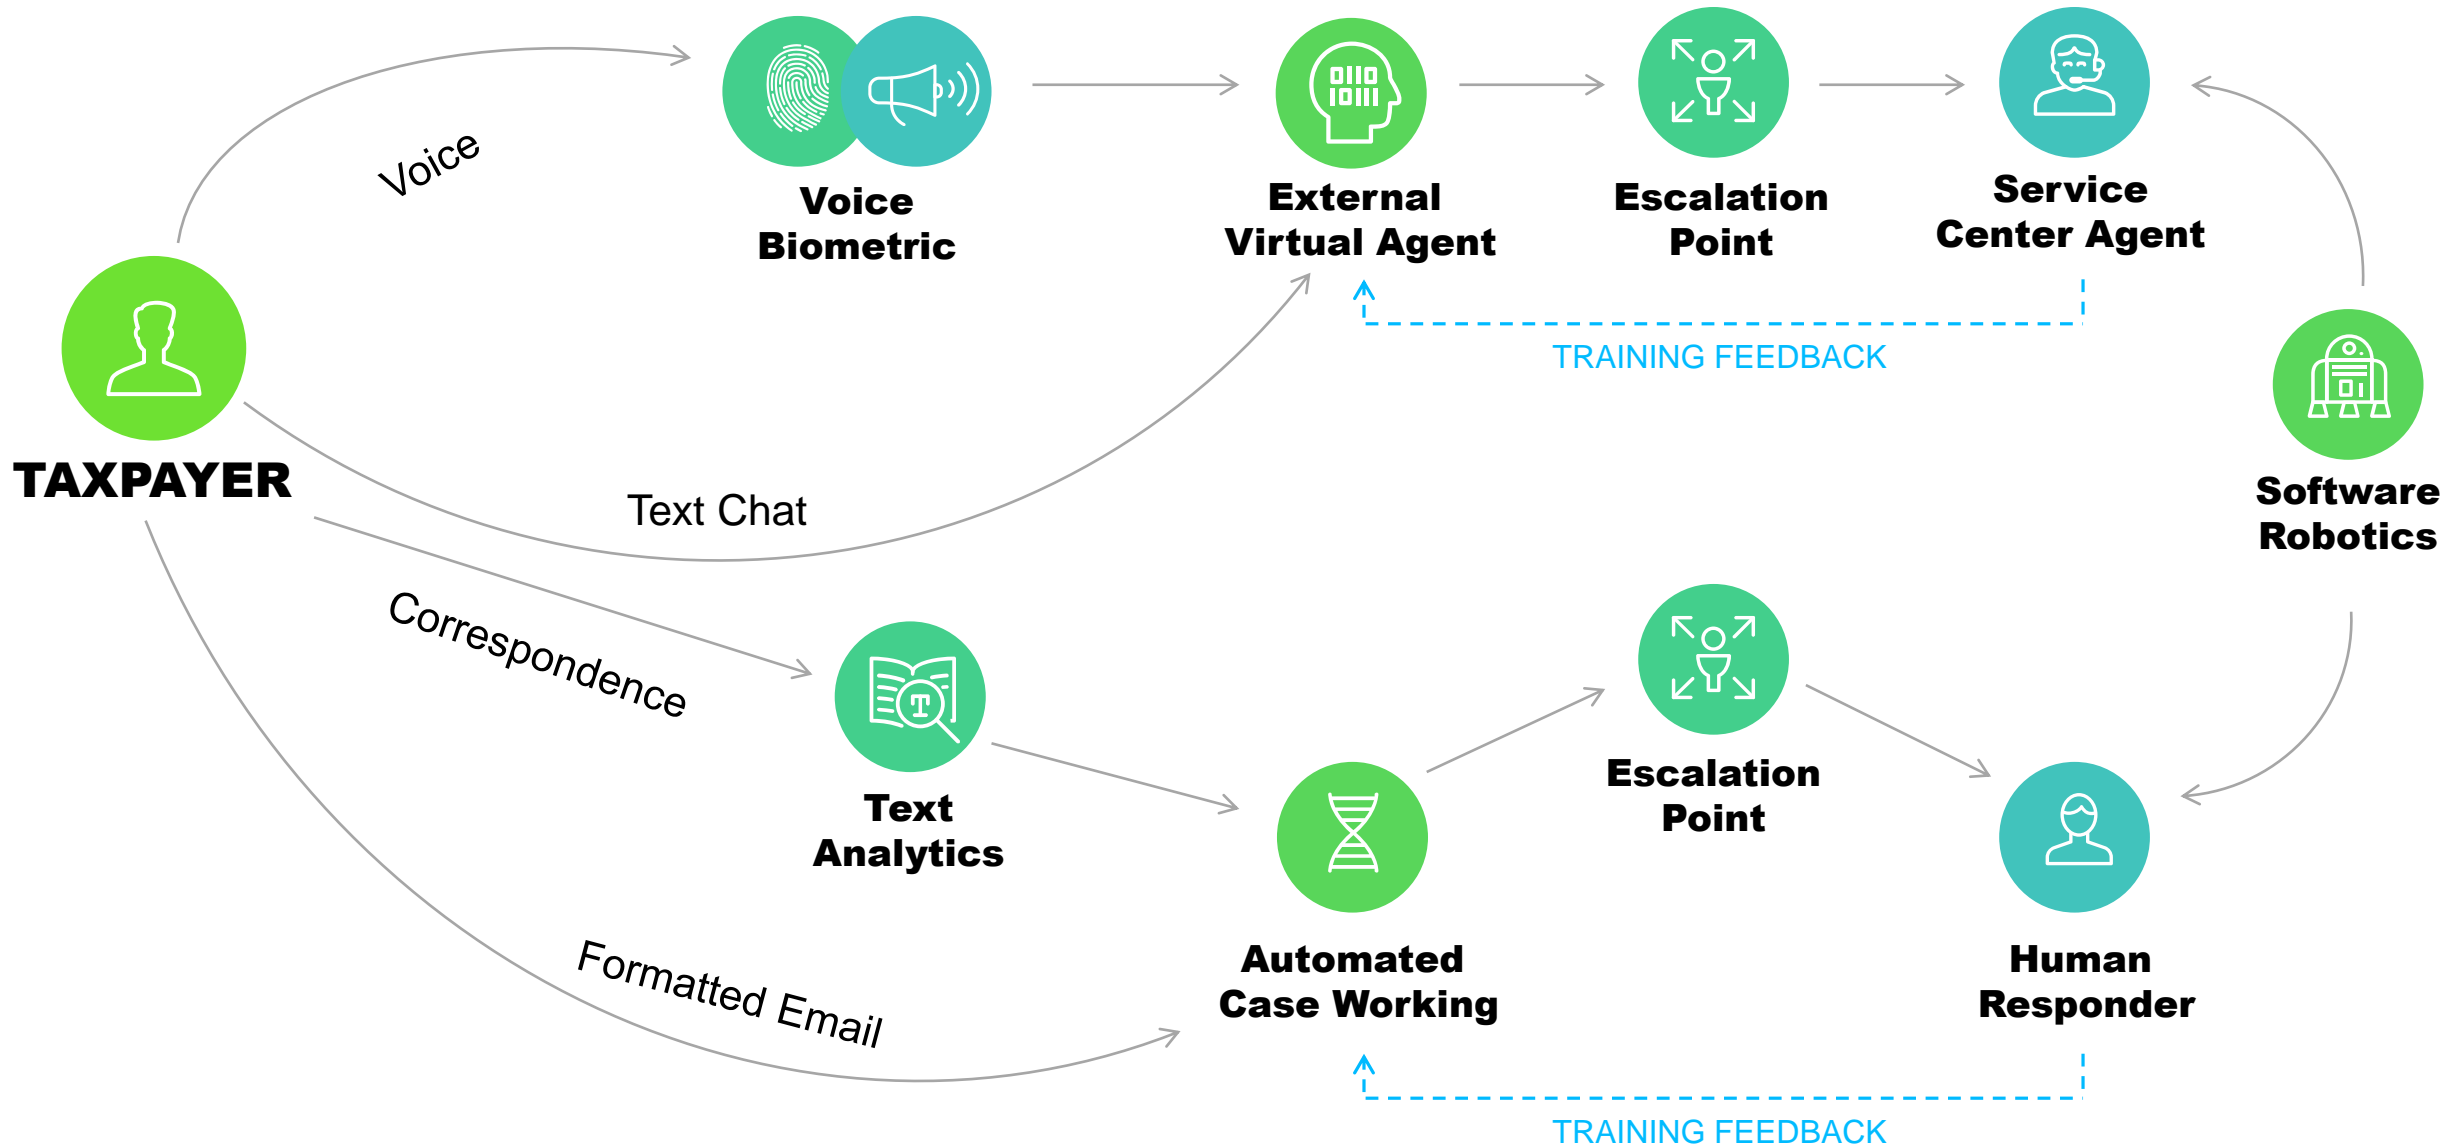 Voice
Voice
Biometric
External
Virtual Agent
Escalation
Point
Service
Center Agent
TRAINING FEEDBACK
TAXPAYER
Text Chat
Software
Robotics
Correspondence
Text
Analytics
Escalation
Point
Formatted Email
Automated
Case Working
Human
Responder
TRAINING FEEDBACK